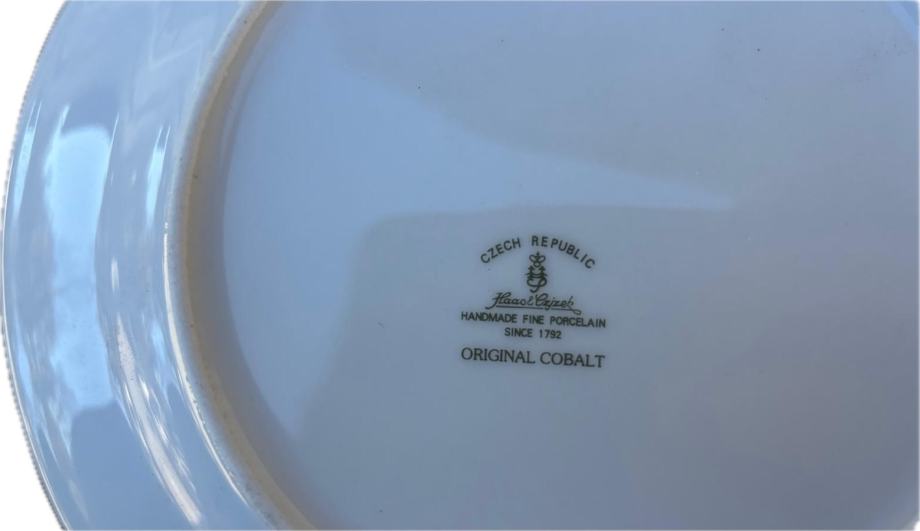 CZECH REPUBLIC
Haas & Czjzek
HANDMADE FINE PORCELAIN
SINCE 1792
ORIGINAL COBALT